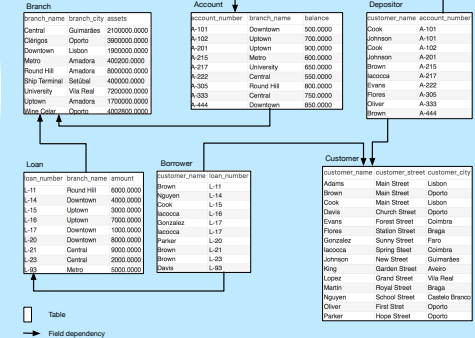 Branch
branch_name branch_city assets
Central Guimarães 2100000.0000
Clérigos Oporto 3900000.0000
Downtown Lisbon 1900000.0000
Metro Amadora 400200.0000
Round Hill Amadora 8000000.0000
Ship Terminal Setúbal 400000.0000
University Vila Real 7200000.0000
Uptown Amadora 1700000.0000
Wine Celar Oporto 4002800.0000
Account
account_number branch_name balance
A-101 Downtown 500.0000
A-102 Uptown 700.0000
A-201 Uptown 900.0000
A-215 Metro 600.0000
A-217 University 650.0000
A-222 Central 550.0000
A-305 Round Hill 800.0000
A-333 Central 750.0000
A-444 Downtown 850.0000
Depositor
customer_name account_number
Cook A-101
Johnson A-101
Cook A-102
Johnson A-201
Brown A-215
Iacocca A-217
Evans A-222
Flores A-305
Oliver A-333
Brown A-444
Loan
loan_number branch_name amount
L-11 Round Hill 6000.0000
L-14 Downtown 4000.0000
L-15 Uptown 3000.0000
L-16 Uptown 7000.0000
L-17 Downtown 1000.0000
L-20 Downtown 8000.0000
L-21 Central 9000.0000
L-23 Central 2000.0000
L-93 Metro 5000.0000
Borrower
customer_name loan_number
Brown L-11
Nguyen L-14
Cook L-15
Iacocca L-16
Gonzalez L-17
Iacocca L-17
Parker L-20
Brown L-21
Brown L-23
Davis L-93
Customer
customer_name customer_street customer_city
Adams Main Street Lisbon
Brown Main Street Oporto
Cook Main Street Lisbon
Davis Church Street Oporto
Evans Forest Street Coimbra
Flores Station Street Braga
Gonzalez Sunny Street Faro
Iacocca Spring Street Coimbra
Johnson New Street Guimarães
King Garden Street Aveiro
Lopez Grand Street Vila Real
Martin Royal Street Braga
Nguyen School Street Castelo Branco
Oliver First Stret Oporto
Parker Hope Street Oporto
Table
Field dependency